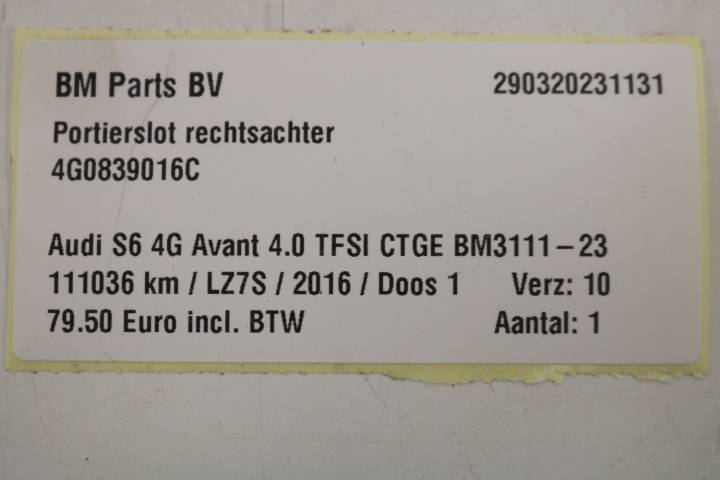 BM Parts BV 290320231131
Portierslot rechtsachter
4G0839016C
Audi S6 4G Avant 4.0 TFSI CTGE BM3111-23
111036 km / LZ7S / 2016 / Doos 1 Verz: 10
79.50 Euro incl. BTW Aantal: 1